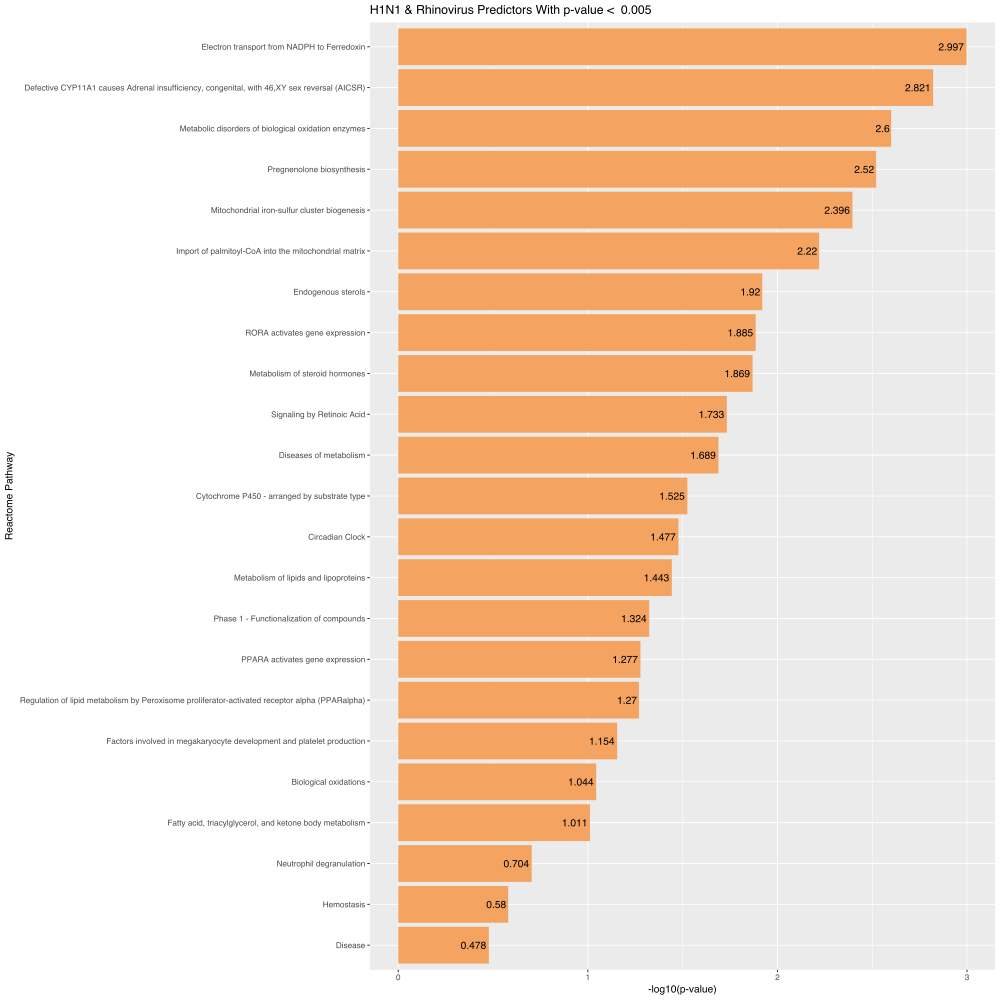 H1N1 & Rhinovirus Predictors With p-value < 0.005
Electron transport from NADPH to Ferredoxin
2.997
Defective CYP11A1 causes Adrenal insufficiency, congenital, with 46,XY sex reversal (AICSR)
2.821
Metabolic disorders of biological oxidation enzymes
2.6
Pregnenolone biosynthesis
2.52
Mitochondrial iron-sulfur cluster biogenesis
2.396
Import of palmitoyl-CoA into the mitochondrial matrix
2.22
Endogenous sterols
1.92
RORA activates gene expression
1.885
Metabolism of steroid hormones
1.869
Signaling by Retinoic Acid
1.733
Diseases of metabolism
1.689
Cytochrome P450 - arranged by substrate type
1.525
Circadian Clock
1.477
Metabolism of lipids and lipoproteins
1.443
Phase 1 - Functionalization of compounds
1.324
PPARA activates gene expression
1.277
Regulation of lipid metabolism by Peroxisome proliferator-activated receptor alpha (PPARalpha)
1.27
Factors involved in megakaryocyte development and platelet production
1.154
Biological oxidations
1.044
Fatty acid, triacylglycerol, and ketone body metabolism
1.011
Neutrophil degranulation
0.704
Hemostasis
0.58
Disease
0.478
0 1 2 3
-log10(p-value)
Reactome Pathway